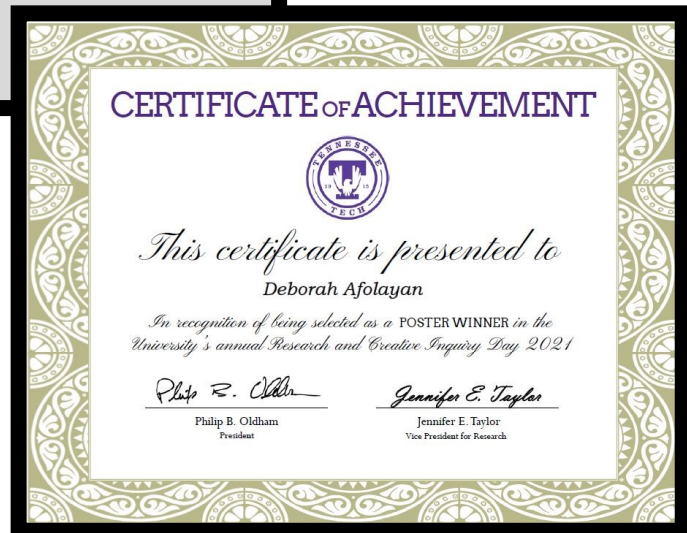 CERTIFICATE OF ACHIEVEMENT
TENNESSEE
1915
TECH
This certificate is presented to
Deborah Afolayan
In recognition of being selected as a POSTER WINNER in the
University's annual Research and Creative Inquiry Day 2021
Philip B. Oldham
Jennifer E. Taylor
Philip B. Oldham
Jennifer E. Taylor
President
Vice President for Research